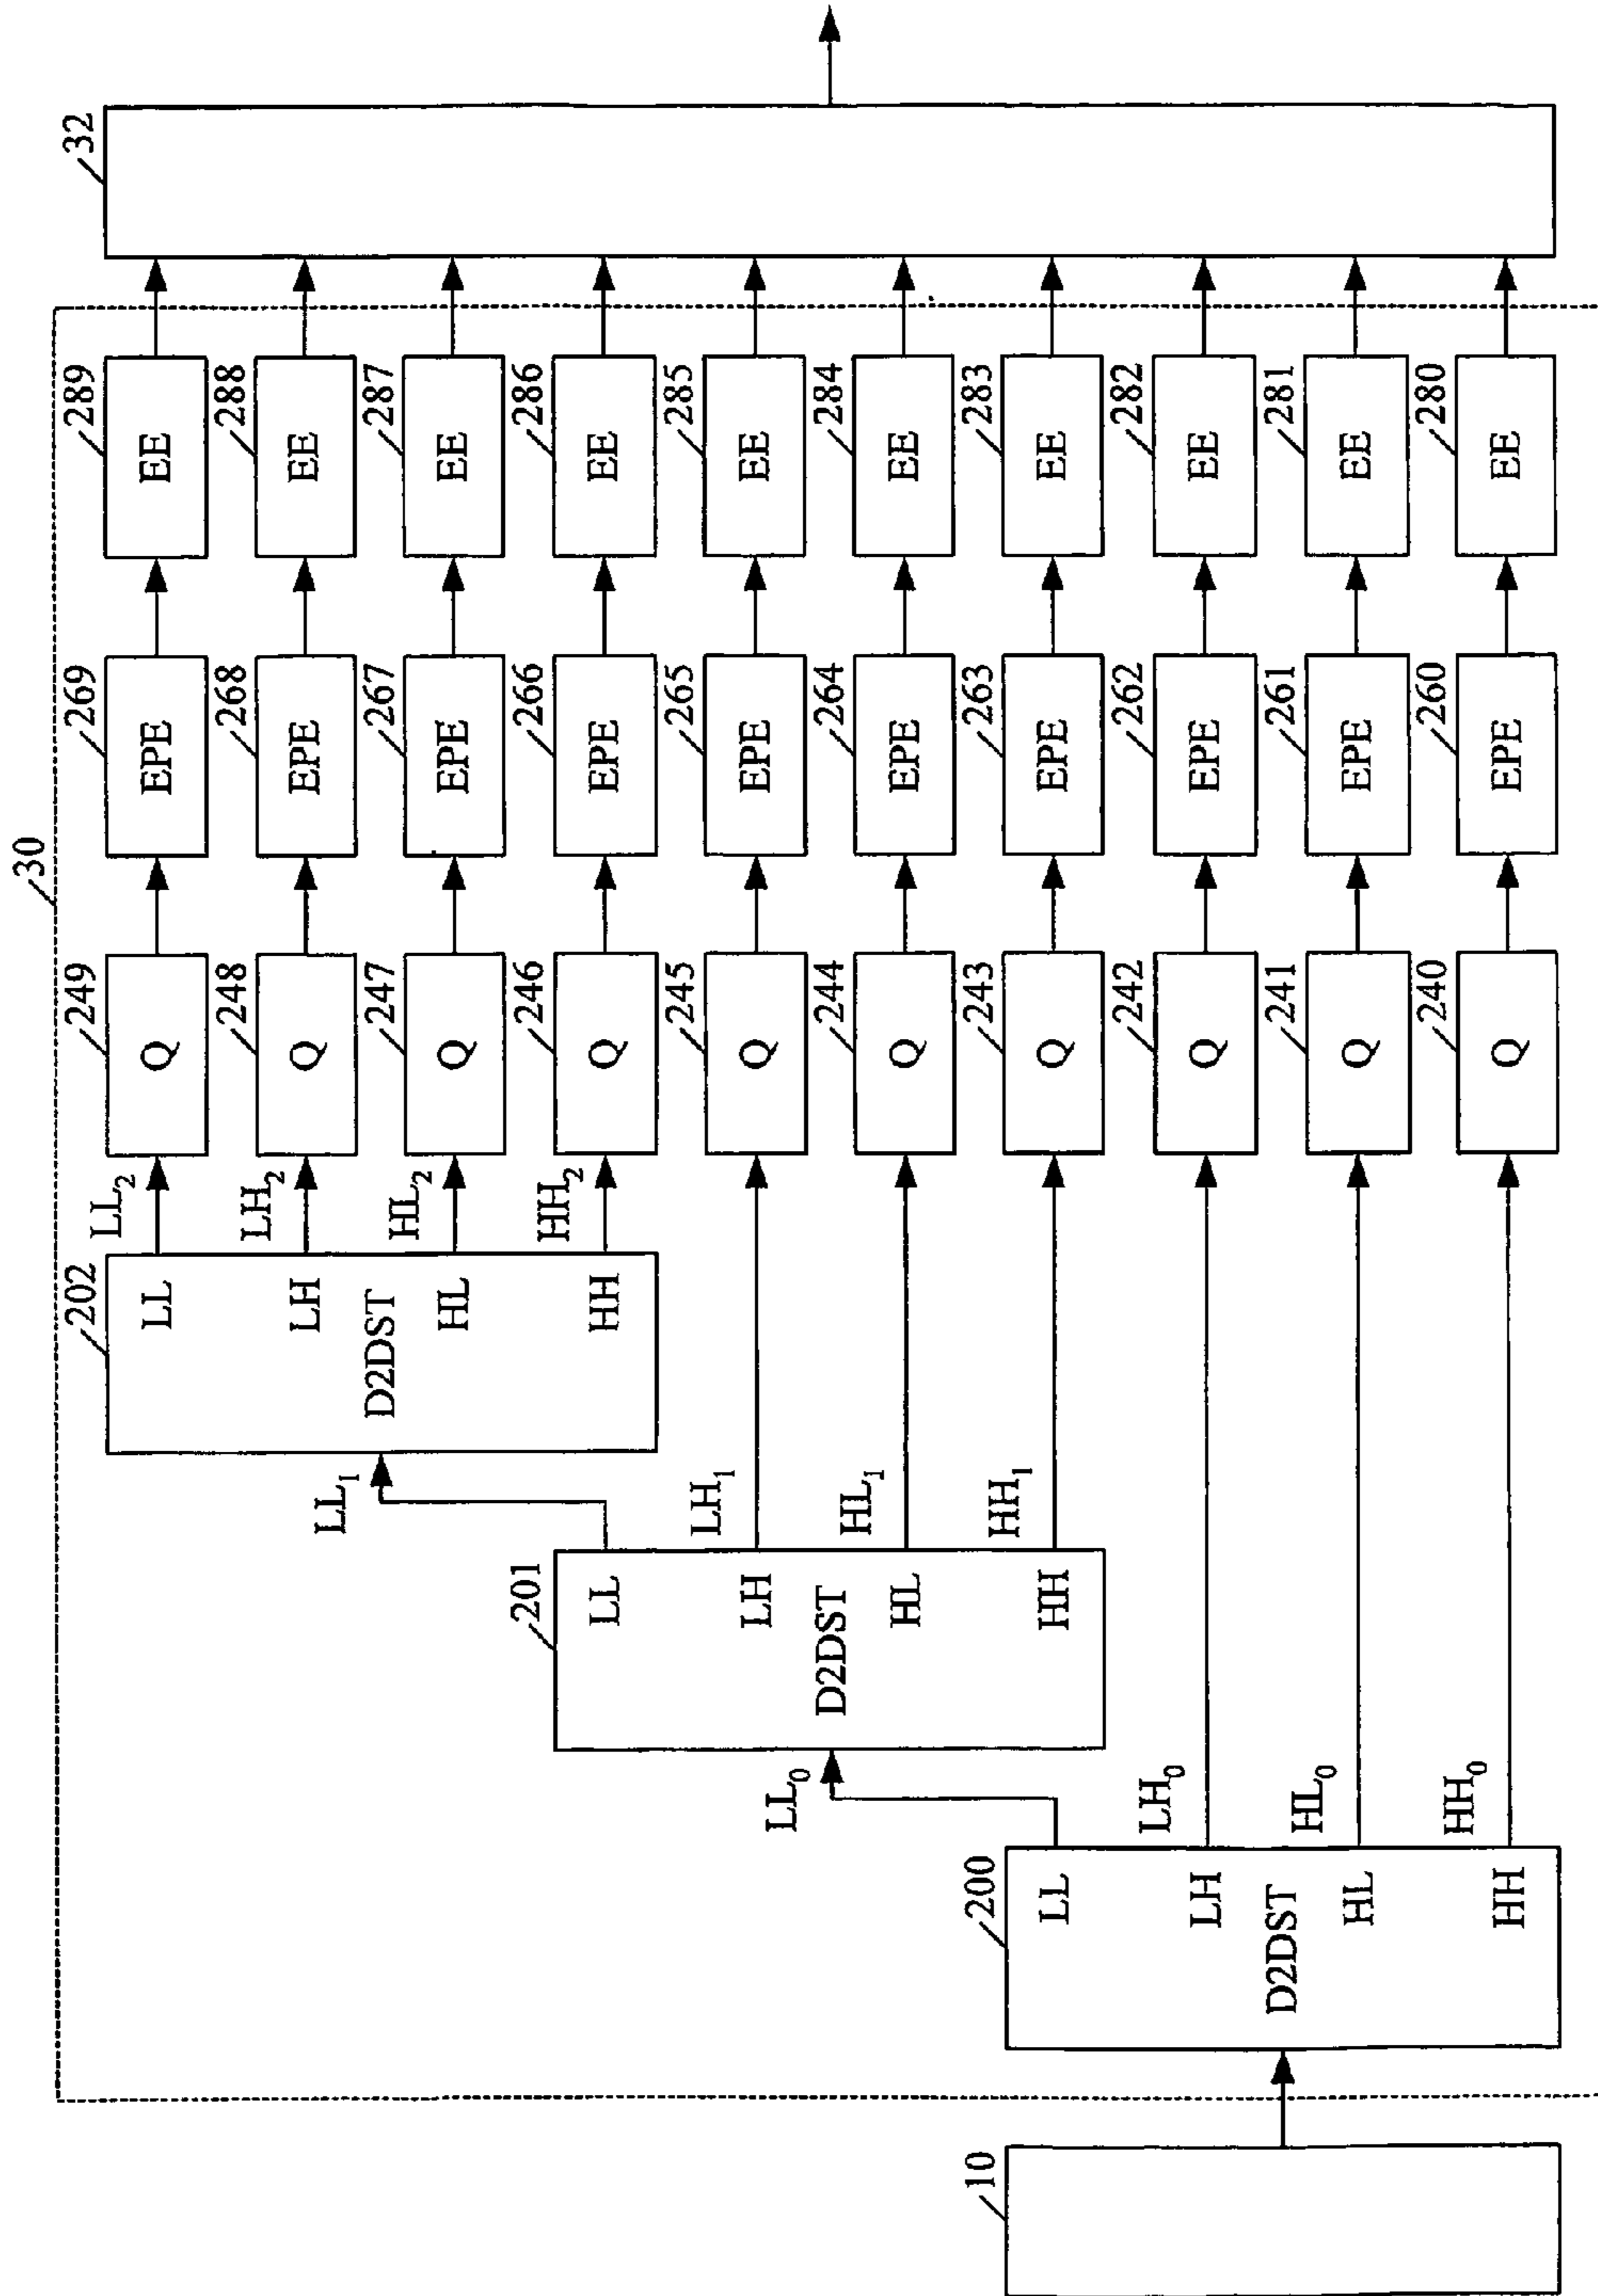 30
32
202
LL
LH
D2DST
HL
HH
LL₂
LH₂
HL₂
HH₂
249
Q
269
EPE
289
EE
248
Q
268
EPE
288
EE
247
Q
267
EPE
287
EE
246
Q
266
EPE
286
EE
LL₁
201
LL
LH
D2DST
HL
HH
LH₁
HL₁
HH₁
245
Q
265
EPE
285
EE
244
Q
264
EPE
284
EE
243
Q
263
EPE
283
EE
LL₀
10
200
LL
LH
D2DST
HL
HH
LH₀
HL₀
HH₀
242
Q
262
EPE
282
EE
241
Q
261
EPE
281
EE
240
Q
260
EPE
280
EE